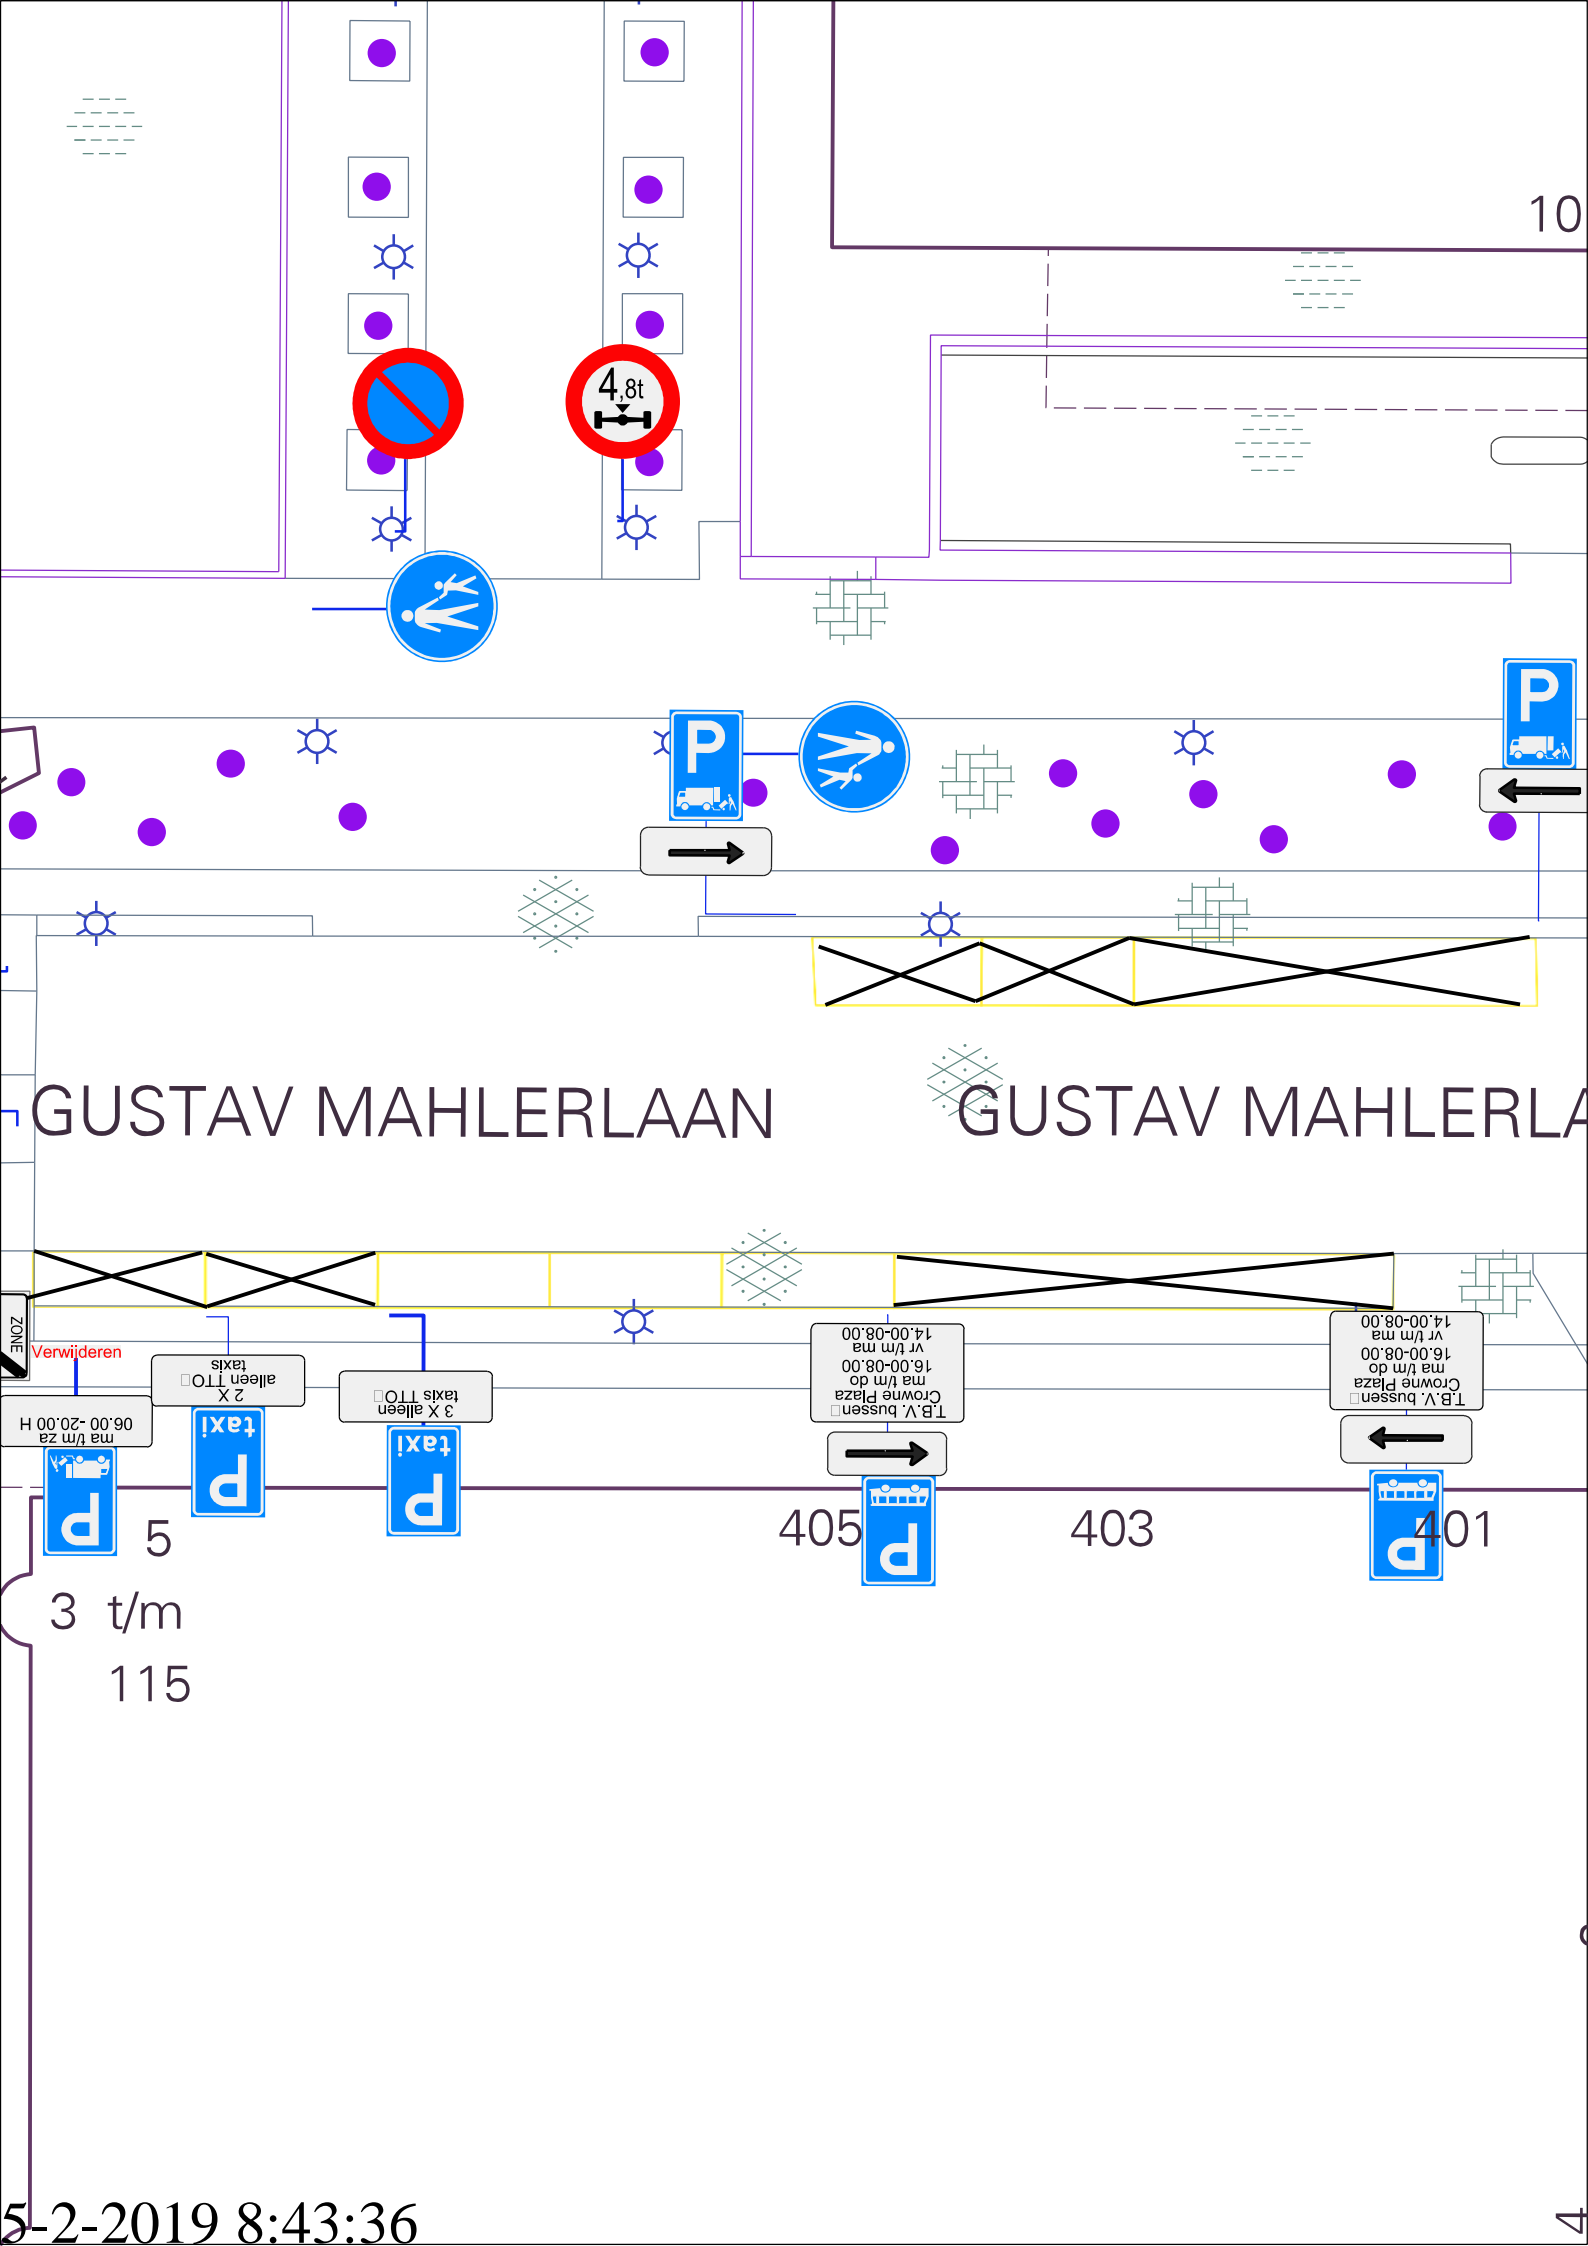 10
4,8t
P
P
GUSTAV MAHLERLAAN
GUSTAV MAHLERLA
ZONE
Verwijderen
ma t/m za
06.00 -20.00 H
P
2 X
alleen TTO
taxis
taxi
P
3 X alleen
taxis TTO
taxi
P
T.B.V. bussen
Crowne Plaza
ma t/m do
16.00-08.00
vr t/m ma
14.00-08.00
P
T.B.V. bussen
Crowne Plaza
ma t/m do
16.00-08.00
vr t/m ma
14.00-08.00
P
405
403
401
5
3 t/m
115
4
5-2-2019 8:43:36